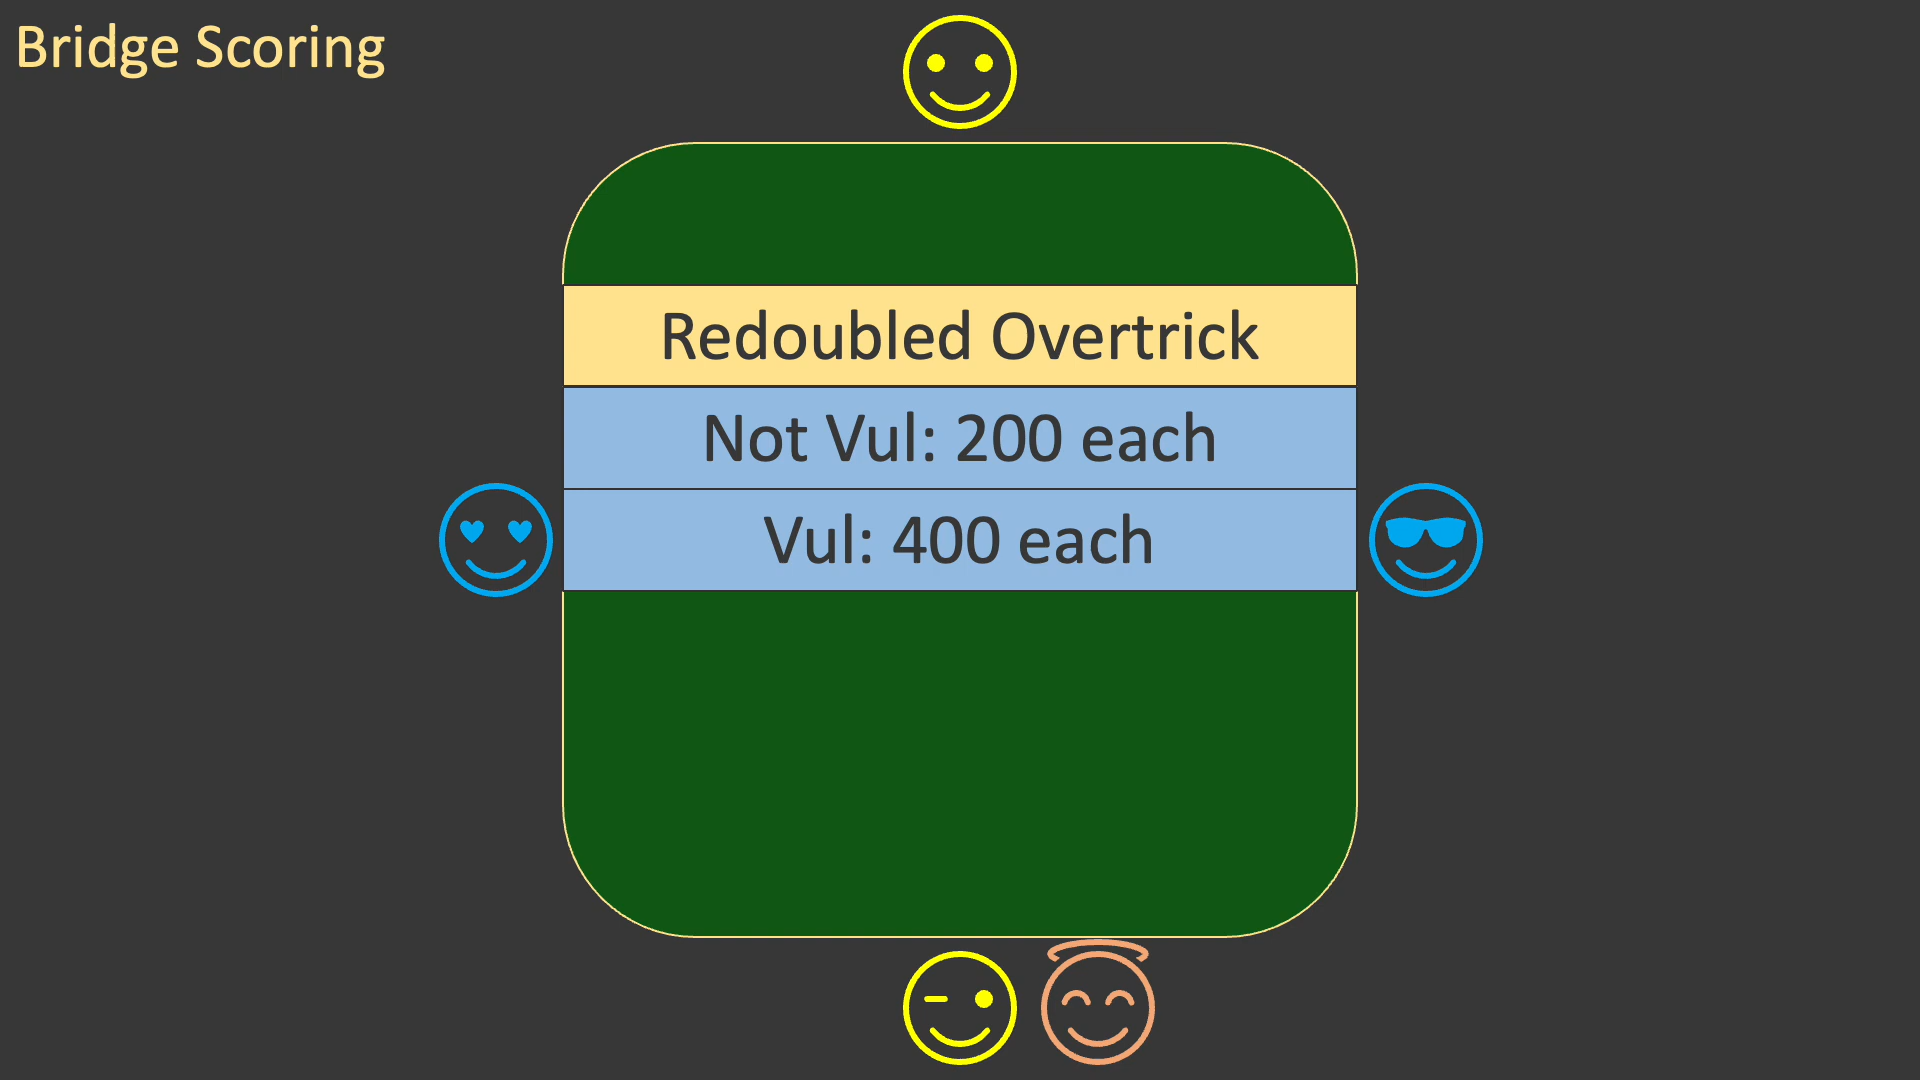 Bridge Scoring
Redoubled Overtrick
Not Vul: 200 each
Vul: 400 each